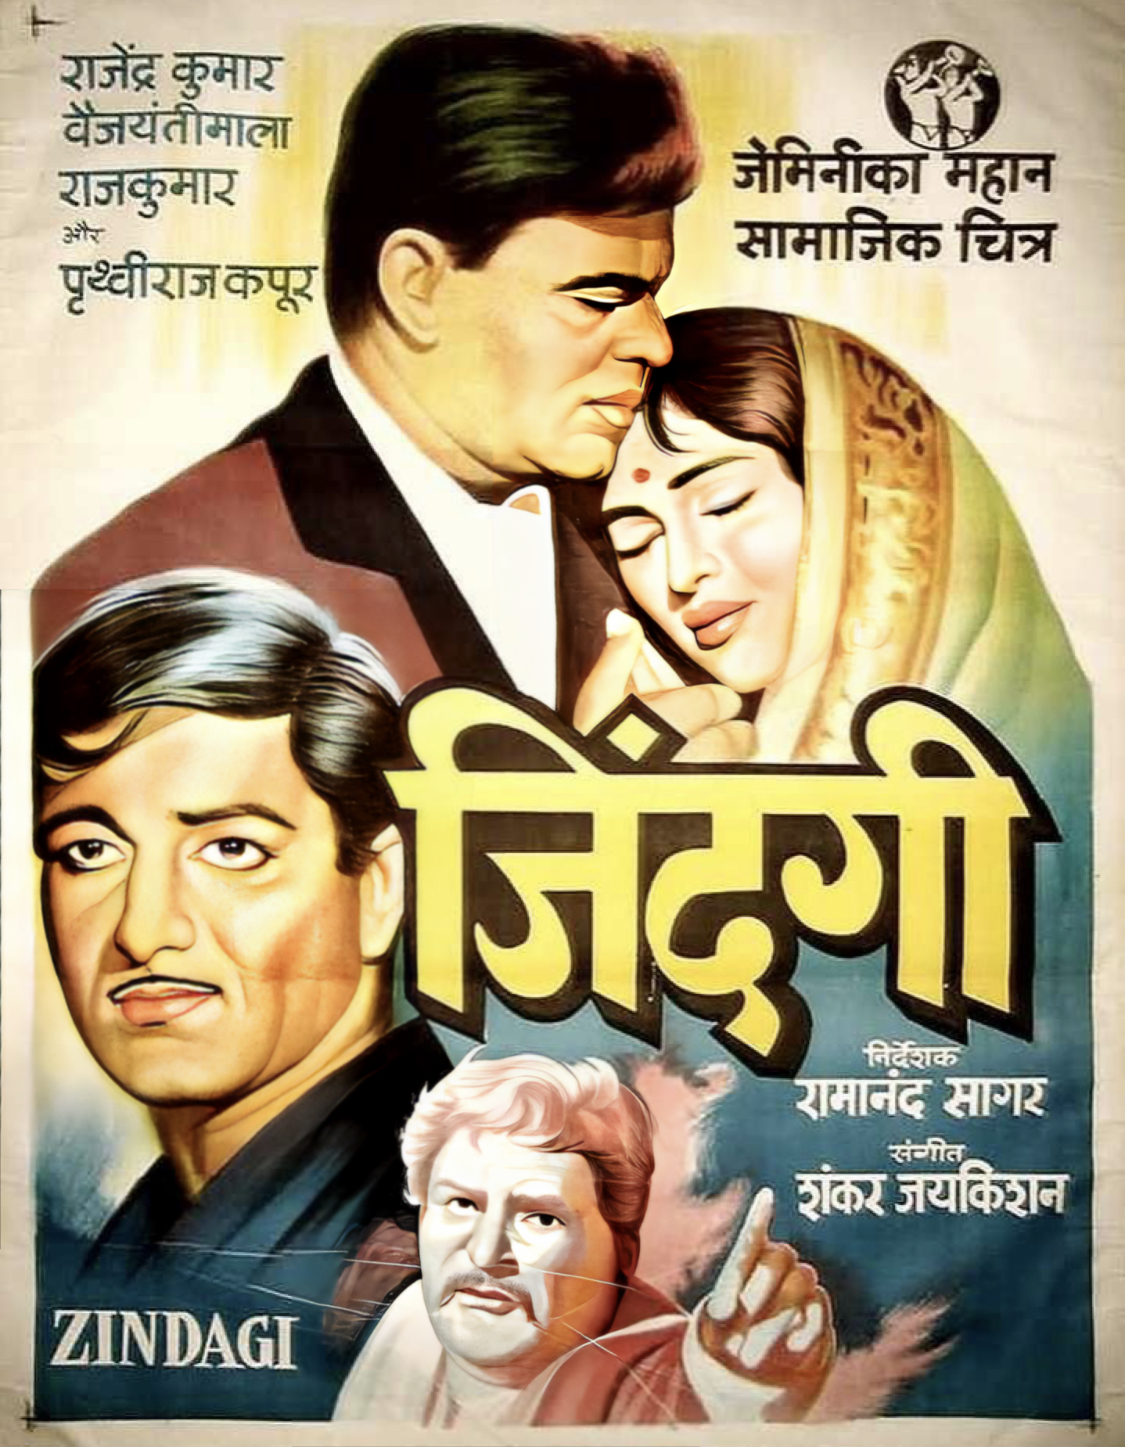 राजेंद्र कुमार
वैजयंतीमाला
राजकुमार
और
पृथ्वीराज कपूर
जेमिनीका महान
सामाजिक चित्र
जिंदगी
निर्देशक
रामानंद सागर
संगीत
शंकर जयकिशन
ZINDAGI